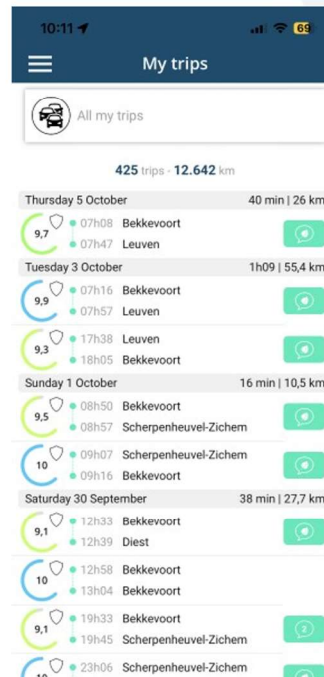 10:11
69
My trips
All my trips
425 trips - 12.642 km
Thursday 5 October 40 min | 26 km
9,7
07h08 Bekkevoort
07h47 Leuven
Tuesday 3 October 1h09 | 55,4 km
9,9
07h16 Bekkevoort
07h57 Leuven
9,3
17h38 Leuven
18h05 Bekkevoort
Sunday 1 October 16 min | 10,5 km
9,5
08h50 Bekkevoort
08h57 Scherpenheuvel-Zichem
10
09h07 Scherpenheuvel-Zichem
09h16 Bekkevoort
Saturday 30 September 38 min | 27,7 km
9,1
12h33 Bekkevoort
12h39 Diest
10
12h58 Bekkevoort
13h04 Bekkevoort
9,1
19h33 Bekkevoort
19h45 Scherpenheuvel-Zichem
2
23h06 Scherpenheuvel-Zichem